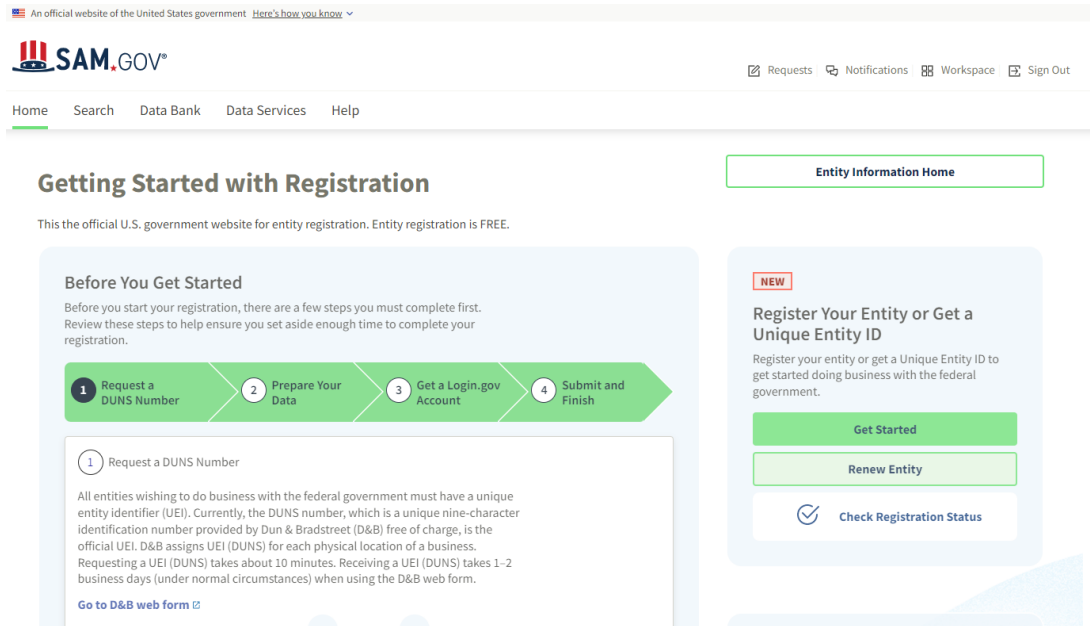 An official website of the United States government Here's how you know
SAM.GOV®
Requests Notifications Workspace Sign Out
Home Search Data Bank Data Services Help
Getting Started with Registration
Entity Information Home
This the official U.S. government website for entity registration. Entity registration is FREE.
Before You Get Started
Before you start your registration, there are a few steps you must complete first.
Review these steps to help ensure you set aside enough time to complete your
registration.
1 Request a
DUNS Number
2 Prepare Your
Data
3 Get a Login.gov
Account
4 Submit and
Finish
1 Request a DUNS Number
All entities wishing to do business with the federal government must have a unique
entity identifier (UEI). Currently, the DUNS number, which is a unique nine-character
identification number provided by Dun & Bradstreet (D&B) free of charge, is the
official UEI. D&B assigns UEI (DUNS) for each physical location of a business.
Requesting a UEI (DUNS) takes about 10 minutes. Receiving a UEI (DUNS) takes 1–2
business days (under normal circumstances) when using the D&B web form.
Go to D&B web form
NEW
Register Your Entity or Get a
Unique Entity ID
Register your entity or get a Unique Entity ID to
get started doing business with the federal
government.
Get Started
Renew Entity
Check Registration Status